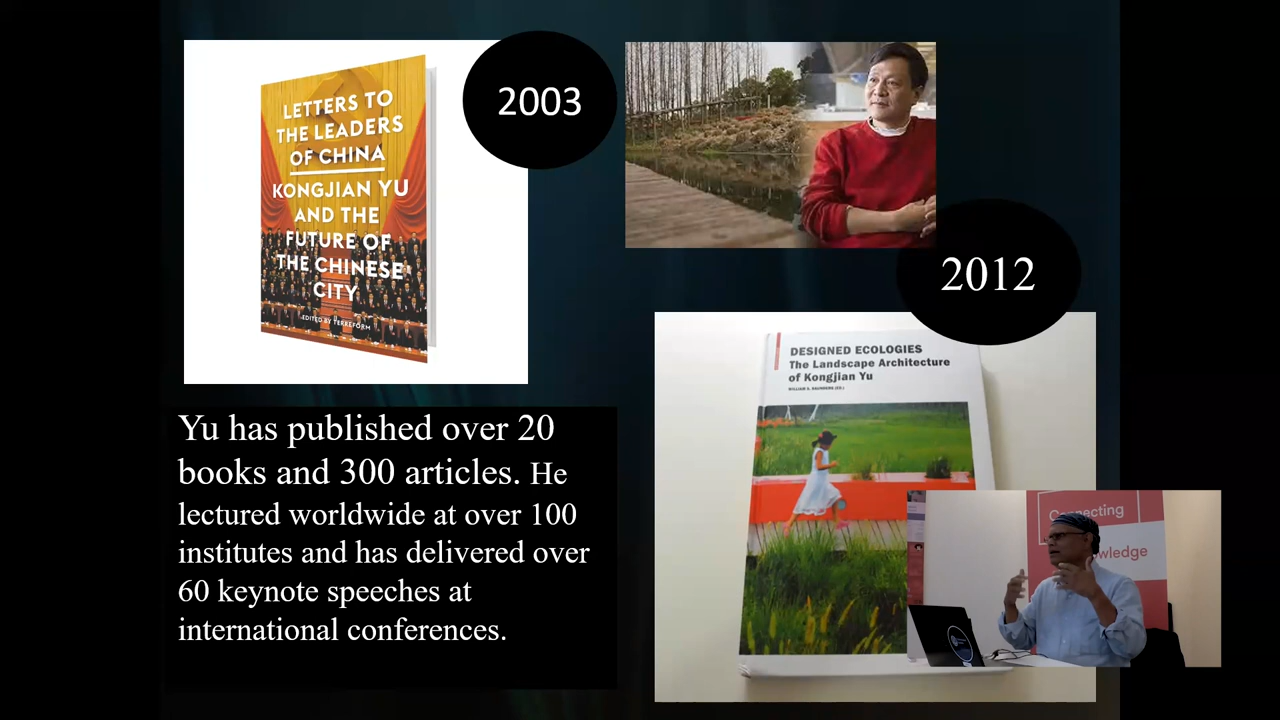 LETTERS TO
THE LEADERS
OF CHINA
KONGJIAN YU
AND THE
FUTURE OF
THE CHINESE
CITY
EDITED BY TERREFORM
2003
2012
DESIGNED ECOLOGIES
The Landscape Architecture
of Kongjian Yu
WILLIAM S. SAUNDERS (ED.)
Yu has published over 20
books and 300 articles. He
lectured worldwide at over 100
institutes and has delivered over
60 keynote speeches at
international conferences.
Connecting
wledge